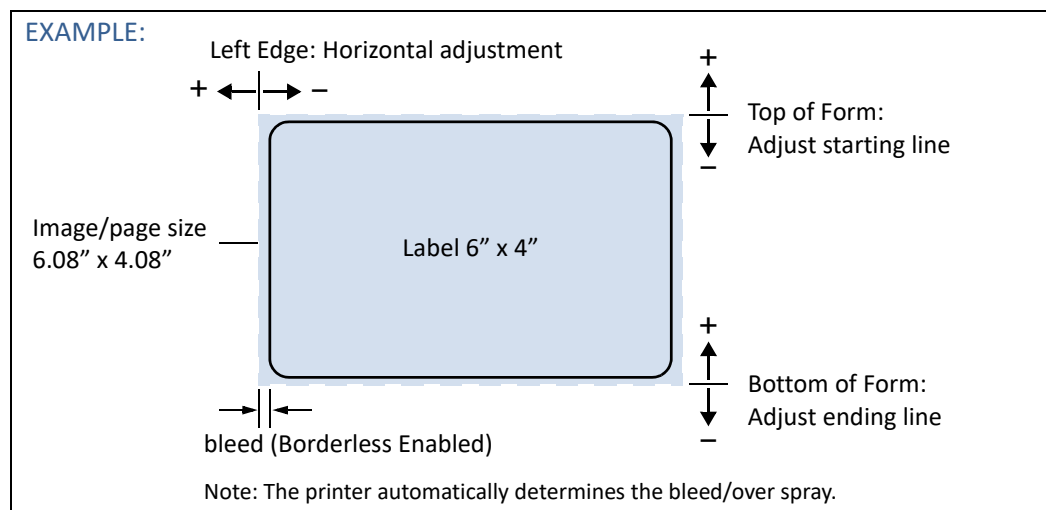 EXAMPLE:
Left Edge: Horizontal adjustment
+ –
+
Top of Form:
Adjust starting line
–
Image/page size
6.08” x 4.08”
Label 6” x 4”
+
Bottom of Form:
Adjust ending line
–
bleed (Borderless Enabled)
Note: The printer automatically determines the bleed/over spray.